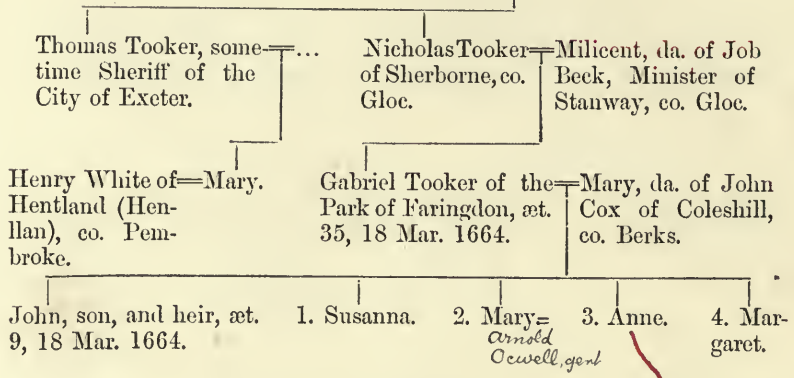 Thomas Tooker, some-
time Sheriff of the
City of Exeter.
...
Nicholas Tooker
of Sherborne, co.
Gloc.
Milicent, da. of Job
Beck, Minister of
Stanway, co. Gloc.
Henry White of
Hentland (Hen-
llan), co. Pem-
broke.
Mary.
Gabriel Tooker of the
Park of Faringdon, æt.
35, 18 Mar. 1664.
Mary, da. of John
Cox of Coleshill,
co. Berks.
John, son, and heir, æt.
9, 18 Mar. 1664.
1. Susanna.
2. Mary=
Arnold
Ocwell, gent
3. Anne.
4. Mar-
garet.